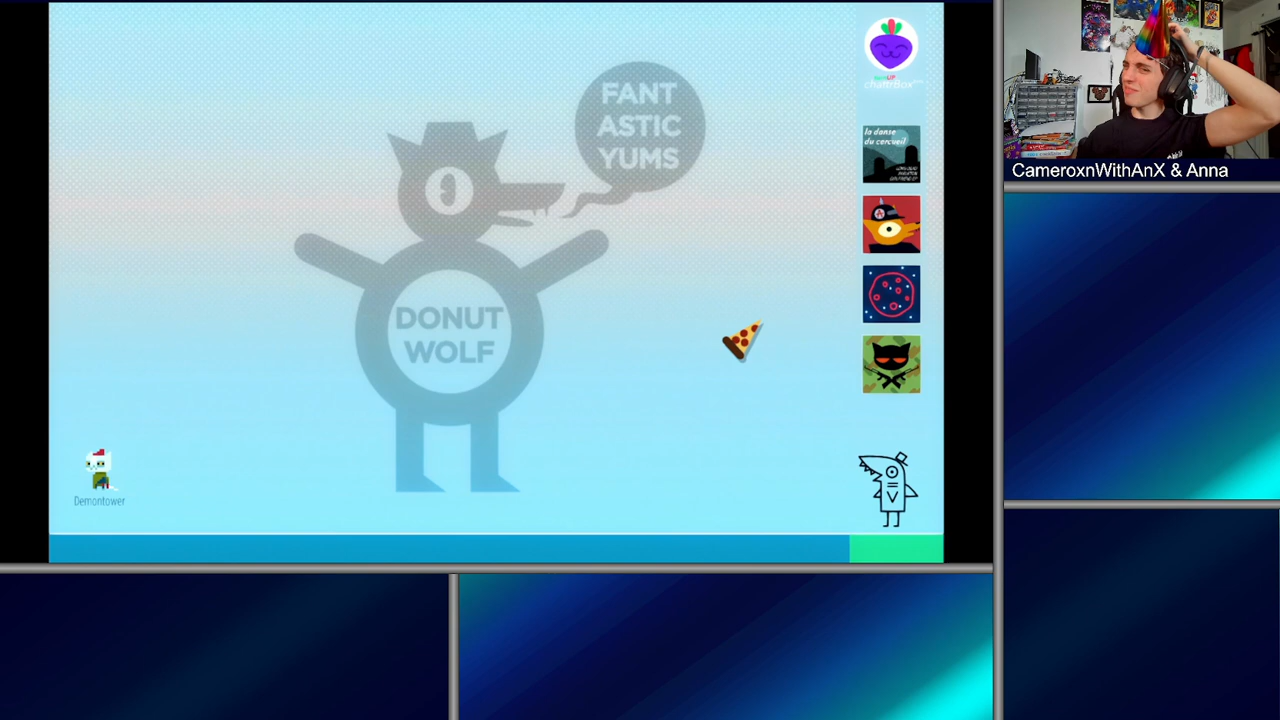 FANT
ASTIC
YUMS
DONUT
WOLF
la danse
du cercueil
Demontower
CameroxnWithAnX & Anna